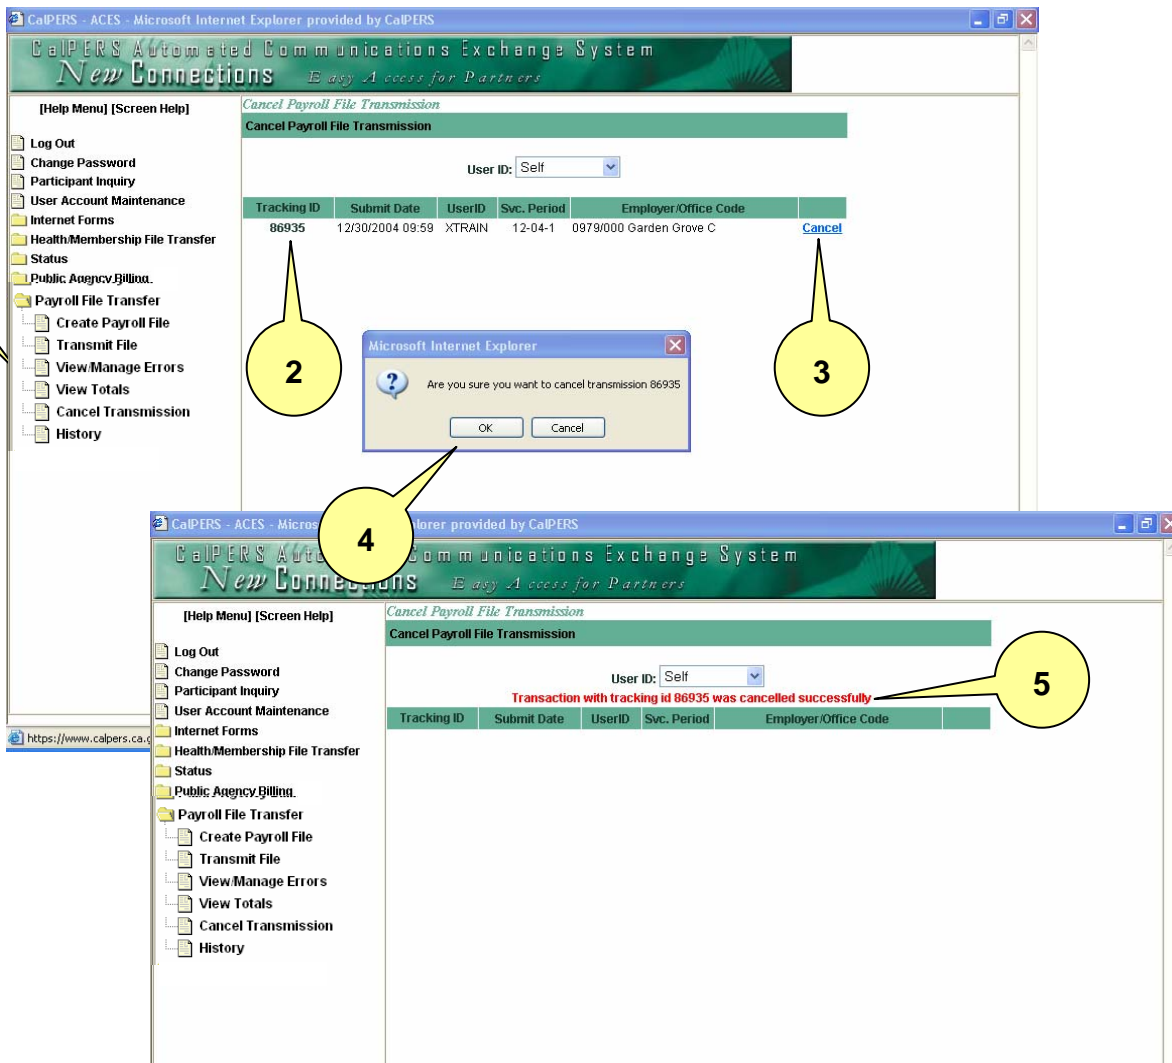 CalPERS - ACES - Microsoft Internet Explorer provided by CalPERS
CalPERS Automated Communications Exchange System
New Connections Easy Access for Partners
[Help Menu] [Screen Help]
Log Out
Change Password
Participant Inquiry
User Account Maintenance
Internet Forms
Health/Membership File Transfer
Status
Public Agency Billing
Payroll File Transfer
Create Payroll File
Transmit File
View/Manage Errors
View Totals
Cancel Transmission
History
Cancel Payroll File Transmission
Cancel Payroll File Transmission
User ID: Self
Tracking ID Submit Date UserID Svc. Period Employer/Office Code
86935 12/30/2004 09:59 XTRAIN 12-04-1 0979/000 Garden Grove C Cancel
2
3
Microsoft Internet Explorer
Are you sure you want to cancel transmission 86935
OK Cancel
4
https://www.calpers.ca.g
CalPERS - ACES - Micros plorer provided by CalPERS
CalPERS Auto Communications Exchange System
New Connections Easy Access for Partners
[Help Menu] [Screen Help]
Log Out
Change Password
Participant Inquiry
User Account Maintenance
Internet Forms
Health/Membership File Transfer
Status
Public Agency Billing
Payroll File Transfer
Create Payroll File
Transmit File
View/Manage Errors
View Totals
Cancel Transmission
History
Cancel Payroll File Transmission
Cancel Payroll File Transmission
User ID: Self
Transaction with tracking id 86935 was cancelled successfully
5
Tracking ID Submit Date UserID Svc. Period Employer/Office Code